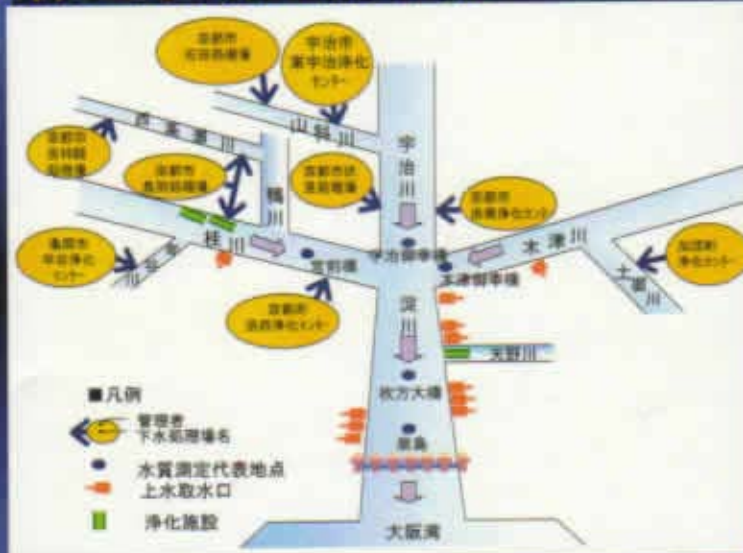 京都市
石田処理場
宇治市
東宇治浄化
センター
西高瀬川
山科川
宇治川
京都市
吉祥院
処理場
京都市
鳥羽処理場
鴨川
京都市伏
見処理場
京都府
洛南浄化センター
桂川
宮前橋
宇治御幸橋
木津川
木津御幸橋
亀岡市
年谷浄化
センター
加茂町
浄化センター
京都府
洛西浄化センター
淀川
天野川
枚方大橋
■凡例
管理者
下水処理場名
水質測定代表地点
上水取水口
浄化施設
大阪湾